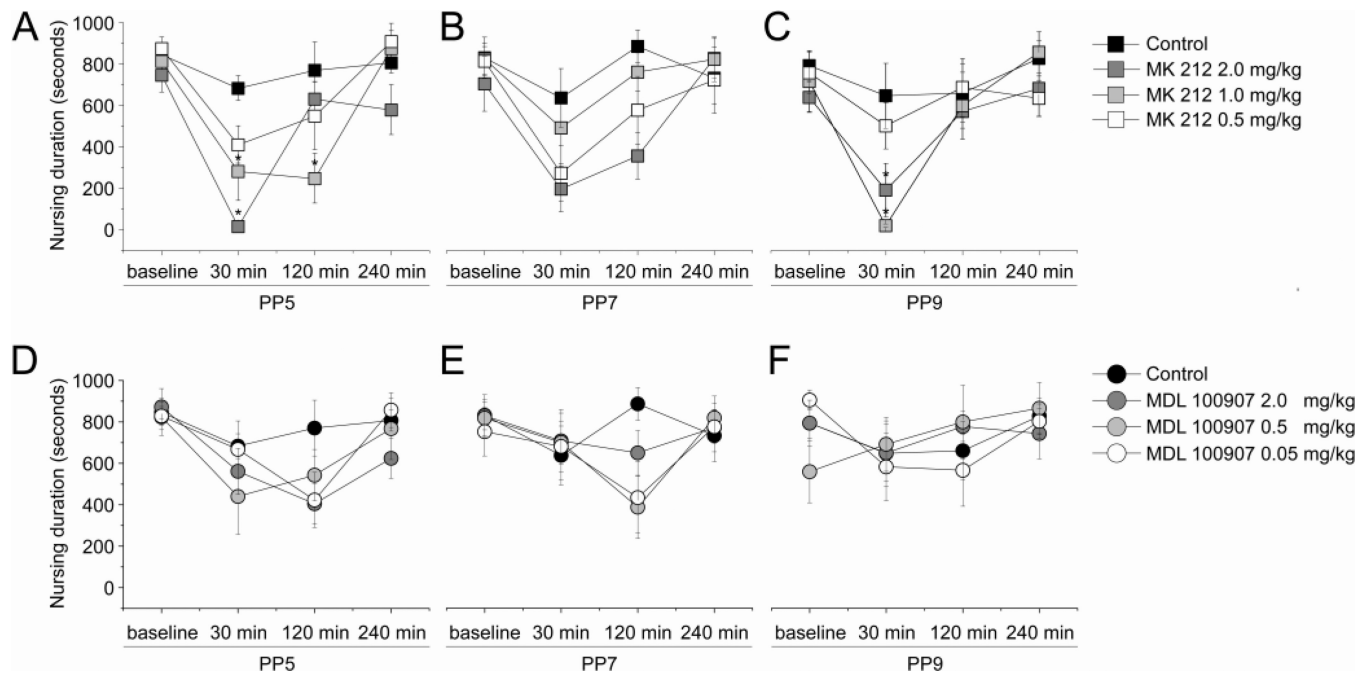 A
B
C
Nursing duration (seconds)
1000
800
600
400
200
0
*
*
*
*
*
baseline 30 min 120 min 240 min
baseline 30 min 120 min 240 min
baseline 30 min 120 min 240 min
PP5
PP7
PP9
Control
MK 212 2.0 mg/kg
MK 212 1.0 mg/kg
MK 212 0.5 mg/kg
D
E
F
Nursing duration (seconds)
1000
800
600
400
200
0
baseline 30 min 120 min 240 min
baseline 30 min 120 min 240 min
baseline 30 min 120 min 240 min
PP5
PP7
PP9
Control
MDL 100907 2.0 mg/kg
MDL 100907 0.5 mg/kg
MDL 100907 0.05 mg/kg